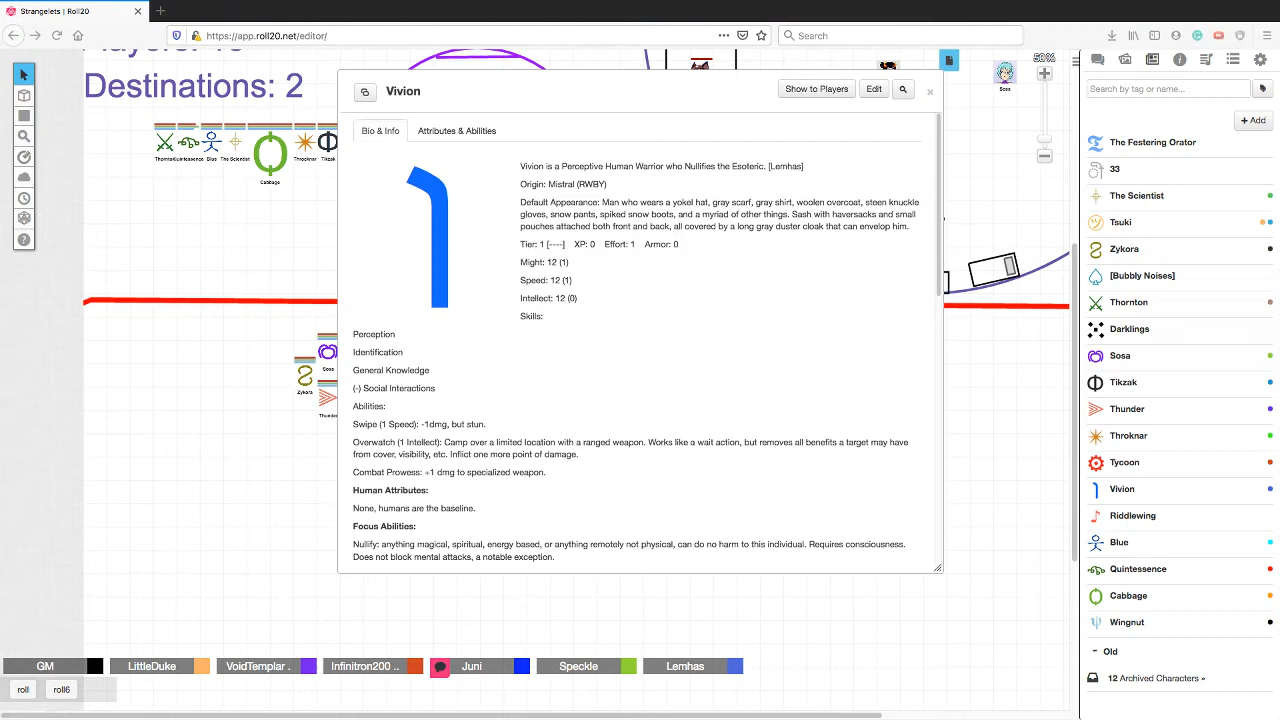 Strangelets | Roll20
https://app.roll20.net/editor/
Search
Destinations: 2
Thornton
Quintessence
Blue
The Scientist
Cabbage
Throknar
Tikzak
Zykora
Sosa
Thunder
Vivion
Show to Players
Edit
Bio & Info
Attributes & Abilities
Vivion is a Perceptive Human Warrior who Nullifies the Esoteric. [Lemhas]
Origin: Mistral (RWBY)
Default Appearance: Man who wears a yokel hat, gray scarf, gray shirt, woolen overcoat, steen knuckle
gloves, snow pants, spiked snow boots, and a myriad of other things. Sash with haversacks and small
pouches attached both front and back, all covered by a long gray duster cloak that can envelop him.
Tier: 1 [----] XP: 0 Effort: 1 Armor: 0
Might: 12 (1)
Speed: 12 (1)
Intellect: 12 (0)
Skills:
Perception
Identification
General Knowledge
(-) Social Interactions
Abilities:
Swipe (1 Speed): -1dmg, but stun.
Overwatch (1 Intellect): Camp over a limited location with a ranged weapon. Works like a wait action, but removes all benefits a target may have
from cover, visibility, etc. Inflict one more point of damage.
Combat Prowess: +1 dmg to specialized weapon.
Human Attributes:
None, humans are the baseline.
Focus Abilities:
Nullify: anything magical, spiritual, energy based, or anything remotely not physical, can do no harm to this individual. Requires consciousness.
Does not block mental attacks, a notable exception.
Sosa
50%
Search by tag or name...
+ Add
The Festering Orator
33
The Scientist
Tsuki
Zykora
[Bubbly Noises]
Thornton
Darklings
Sosa
Tikzak
Thunder
Throknar
Tycoon
Vivion
Riddlewing
Blue
Quintessence
Cabbage
Wingnut
- Old
12 Archived Characters »
GM
LittleDuke
VoidTemplar .
Infinitron200 ..
Juni
Speckle
Lemhas
roll
roll6